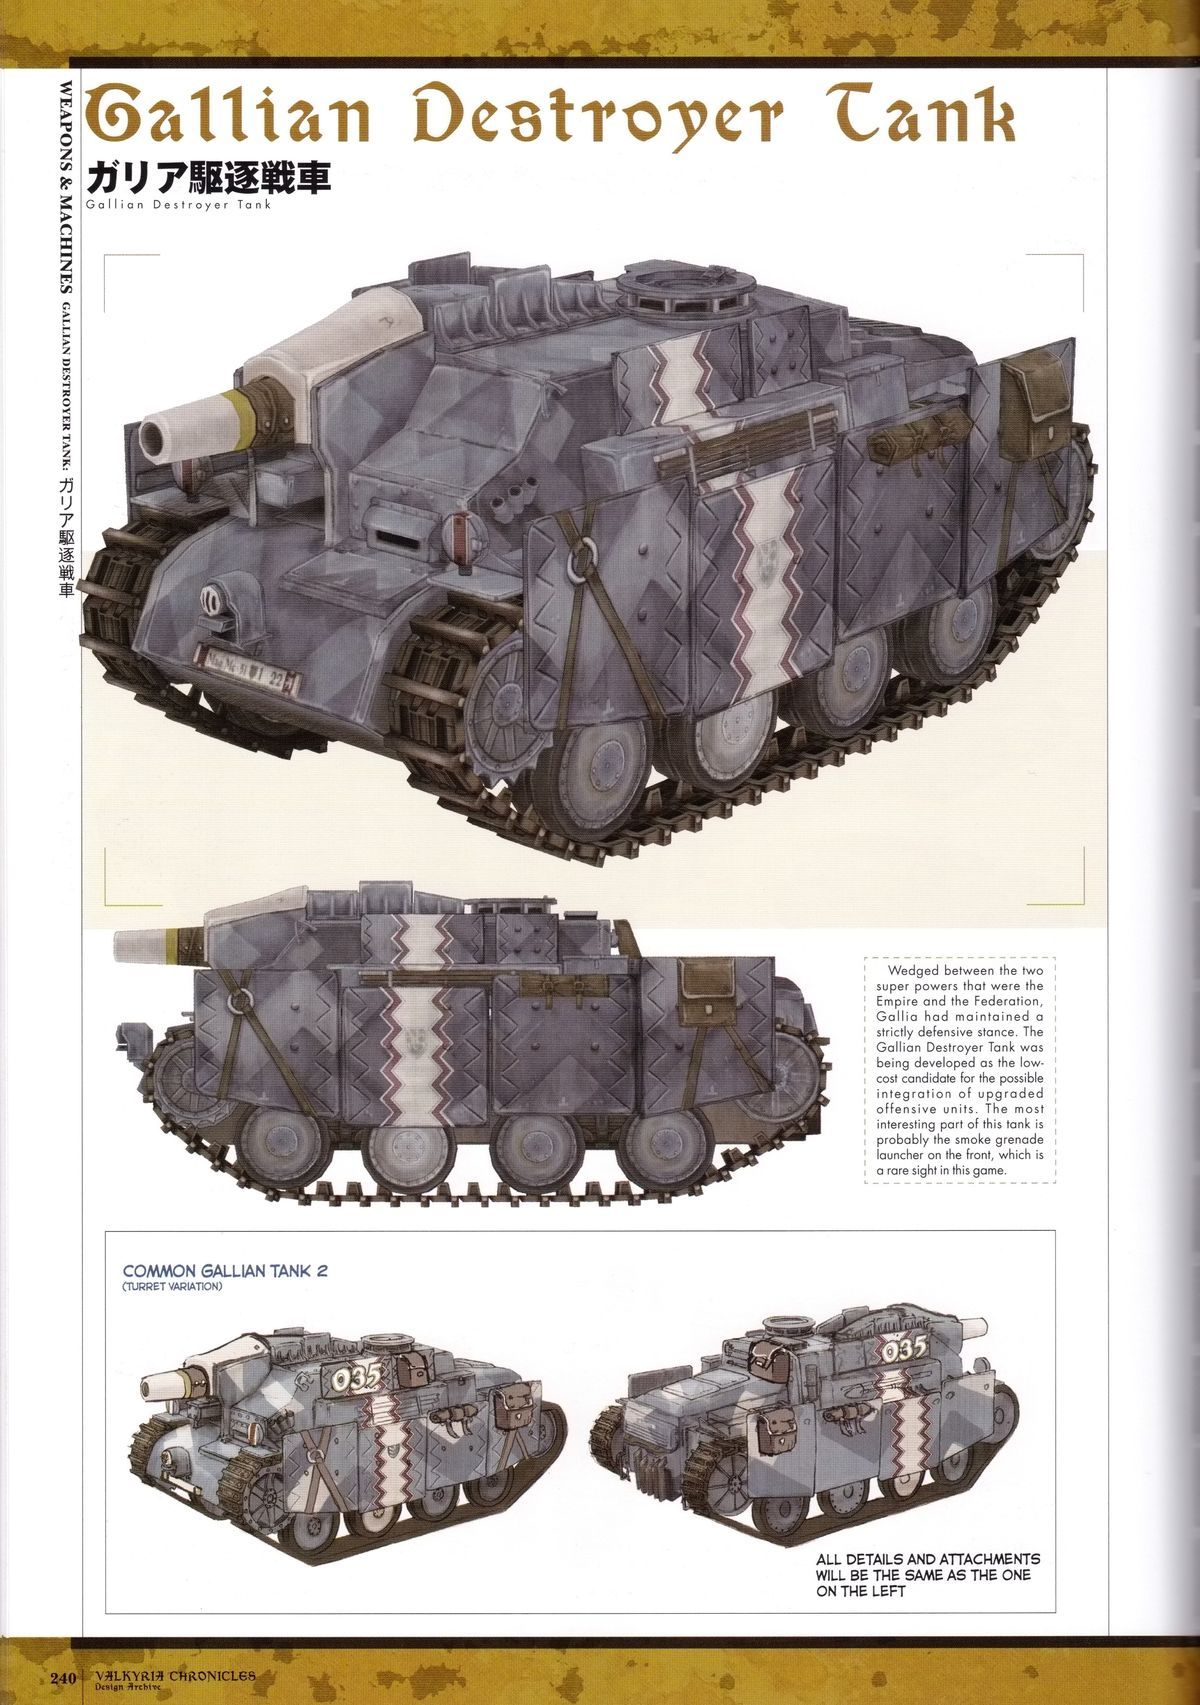 Gallian Destroyer Tank
ガリア駆逐戦車
Gallian Destroyer Tank
WEAPONS & MACHINES GALLIAN DESTROYER TANK: ガリア駆逐戦車
Wedged between the two
super powers that were the
Empire and the Federation,
Gallia had maintained a
strictly defensive stance. The
Gallian Destroyer Tank was
being developed as the low-
cost candidate for the possible
integration of upgraded
offensive units. The most
interesting part of this tank is
probably the smoke grenade
launcher on the front, which is
a rare sight in this game.
COMMON GALLIAN TANK 2
(TURRET VARIATION)
035
035
ALL DETAILS AND ATTACHMENTS
WILL BE THE SAME AS THE ONE
ON THE LEFT
240
VALKYRIA CHRONICLES
Design Archive